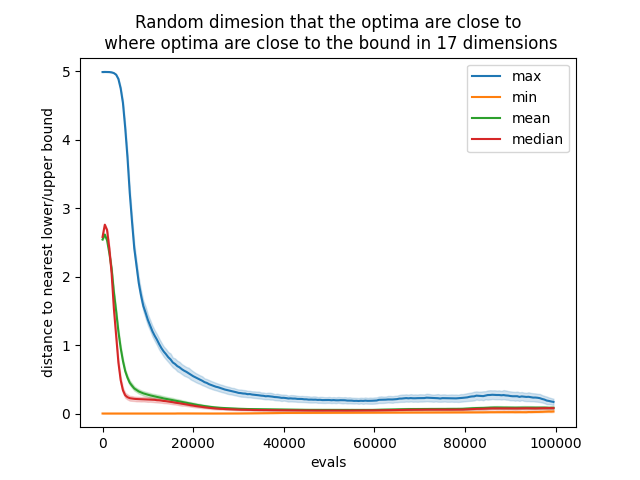 Random dimesion that the optima are close to
where optima are close to the bound in 17 dimensions
max
min
mean
median
distance to nearest lower/upper bound
5
4
3
2
1
0
0
20000
40000
60000
80000
100000
evals